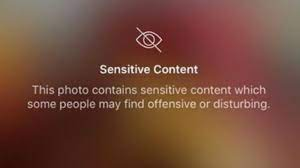 Sensitive Content
This photo contains sensitive content which
some people may find offensive or disturbing.